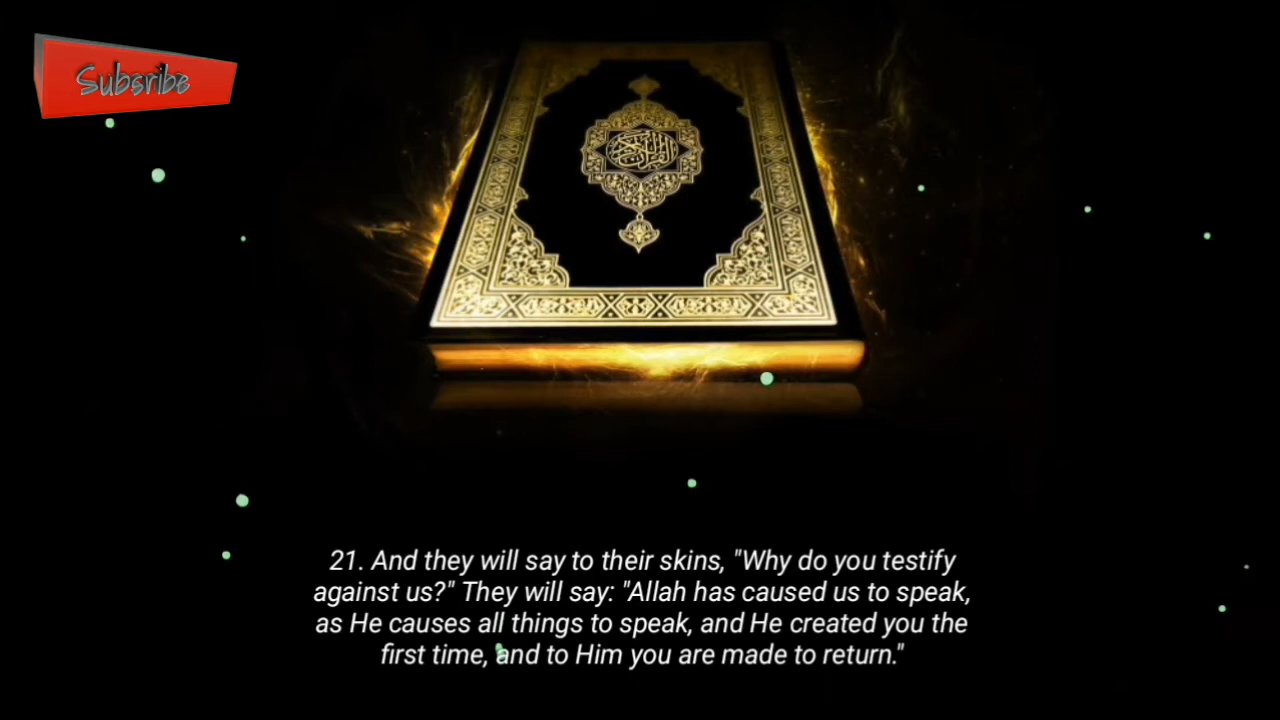 Subsribe
القرآن الكريم
21. And they will say to their skins, "Why do you testify
against us?" They will say: "Allah has caused us to speak,
as He causes all things to speak, and He created you the
first time, and to Him you are made to return."